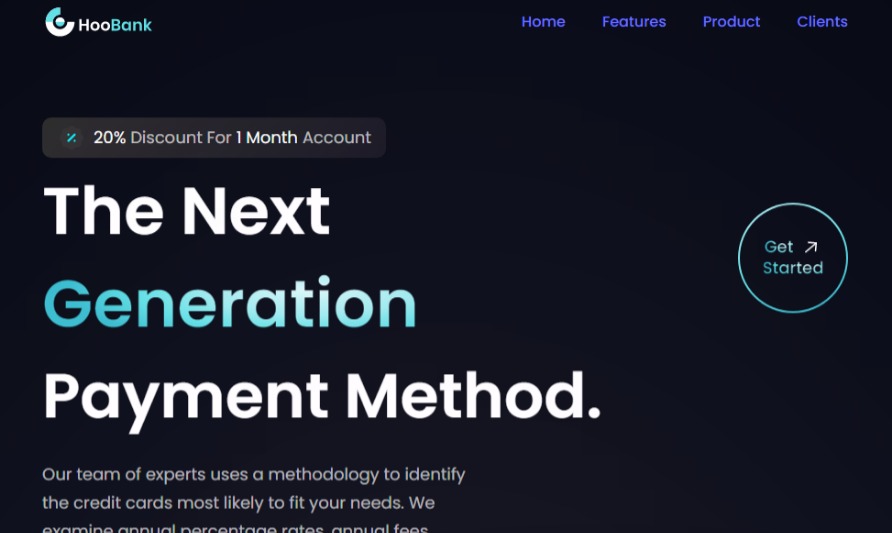 HooBank
Home Features Product Clients
20% Discount For 1 Month Account
The Next
Generation
Payment Method.
Get
Started
Our team of experts uses a methodology to identify
the credit cards most likely to fit your needs. We
examine annual percentage rates, annual fees